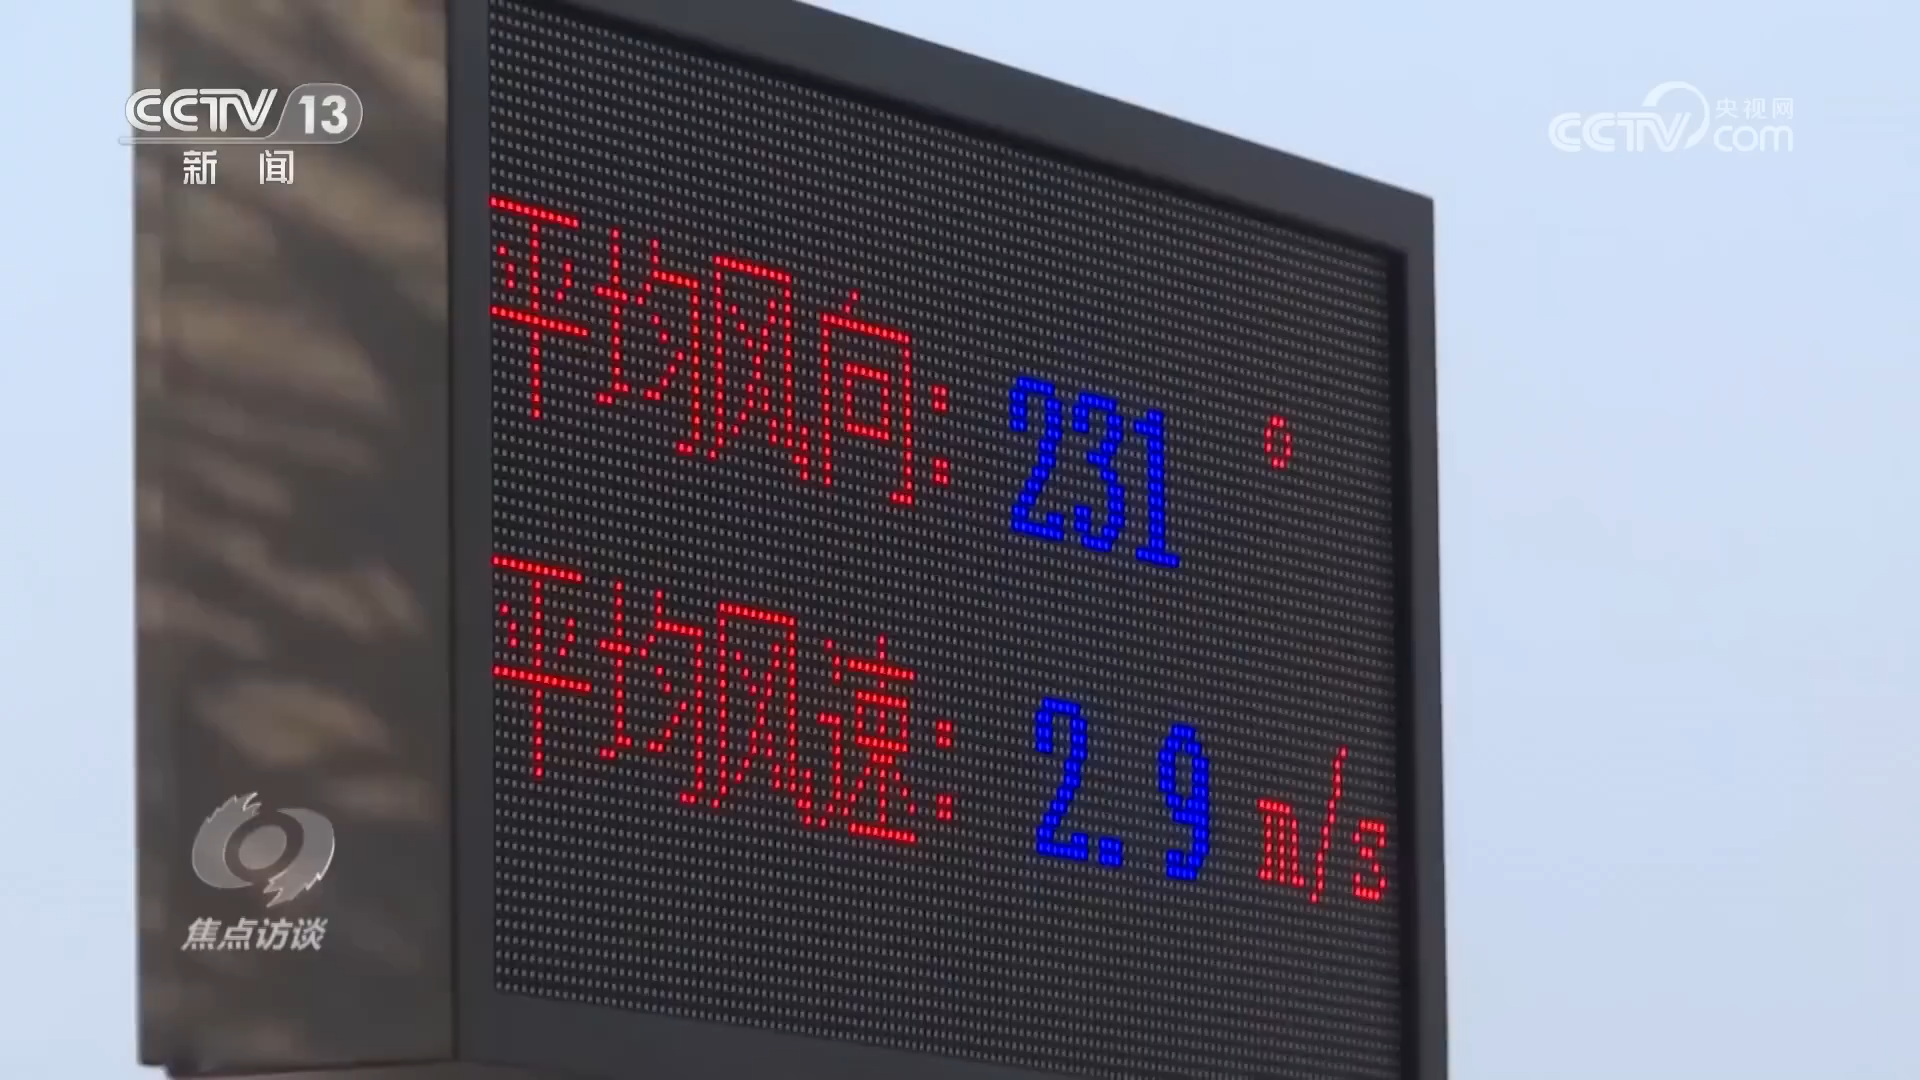 CCTV 13
新 闻
央视网
CCTV.com
平均风向: 231 °
平均风速: 2.9 m/s
焦点访谈